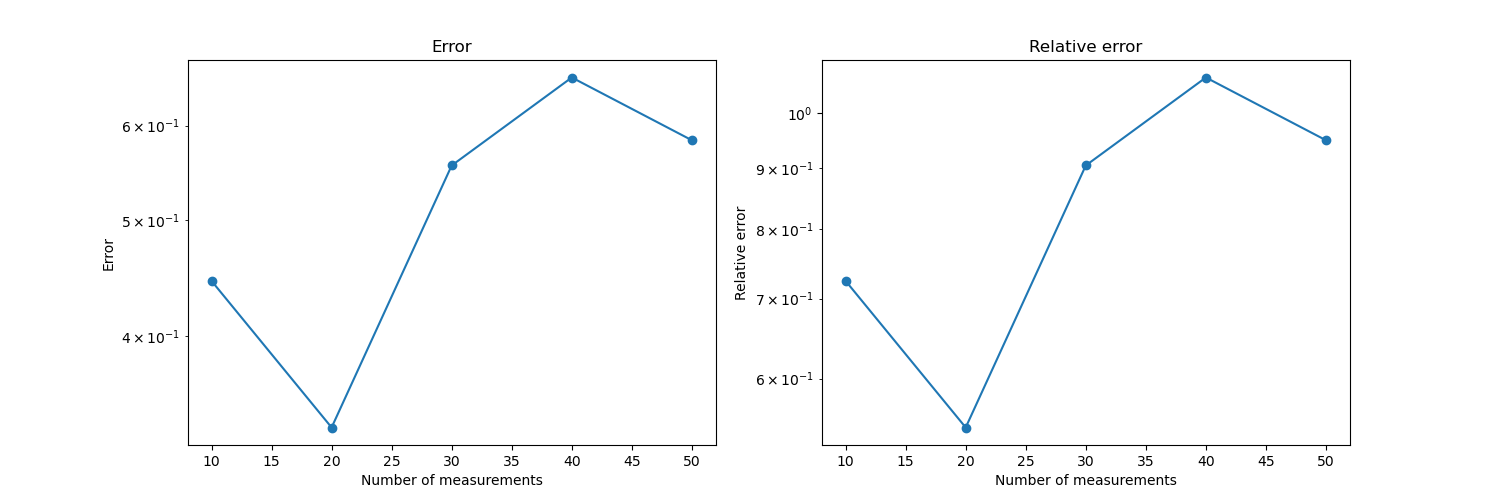 Error
6 × 10⁻¹
5 × 10⁻¹
4 × 10⁻¹
Error
10 15 20 25 30 35 40 45 50
Number of measurements
Relative error
10⁰
9 × 10⁻¹
8 × 10⁻¹
7 × 10⁻¹
6 × 10⁻¹
Relative error
10 15 20 25 30 35 40 45 50
Number of measurements